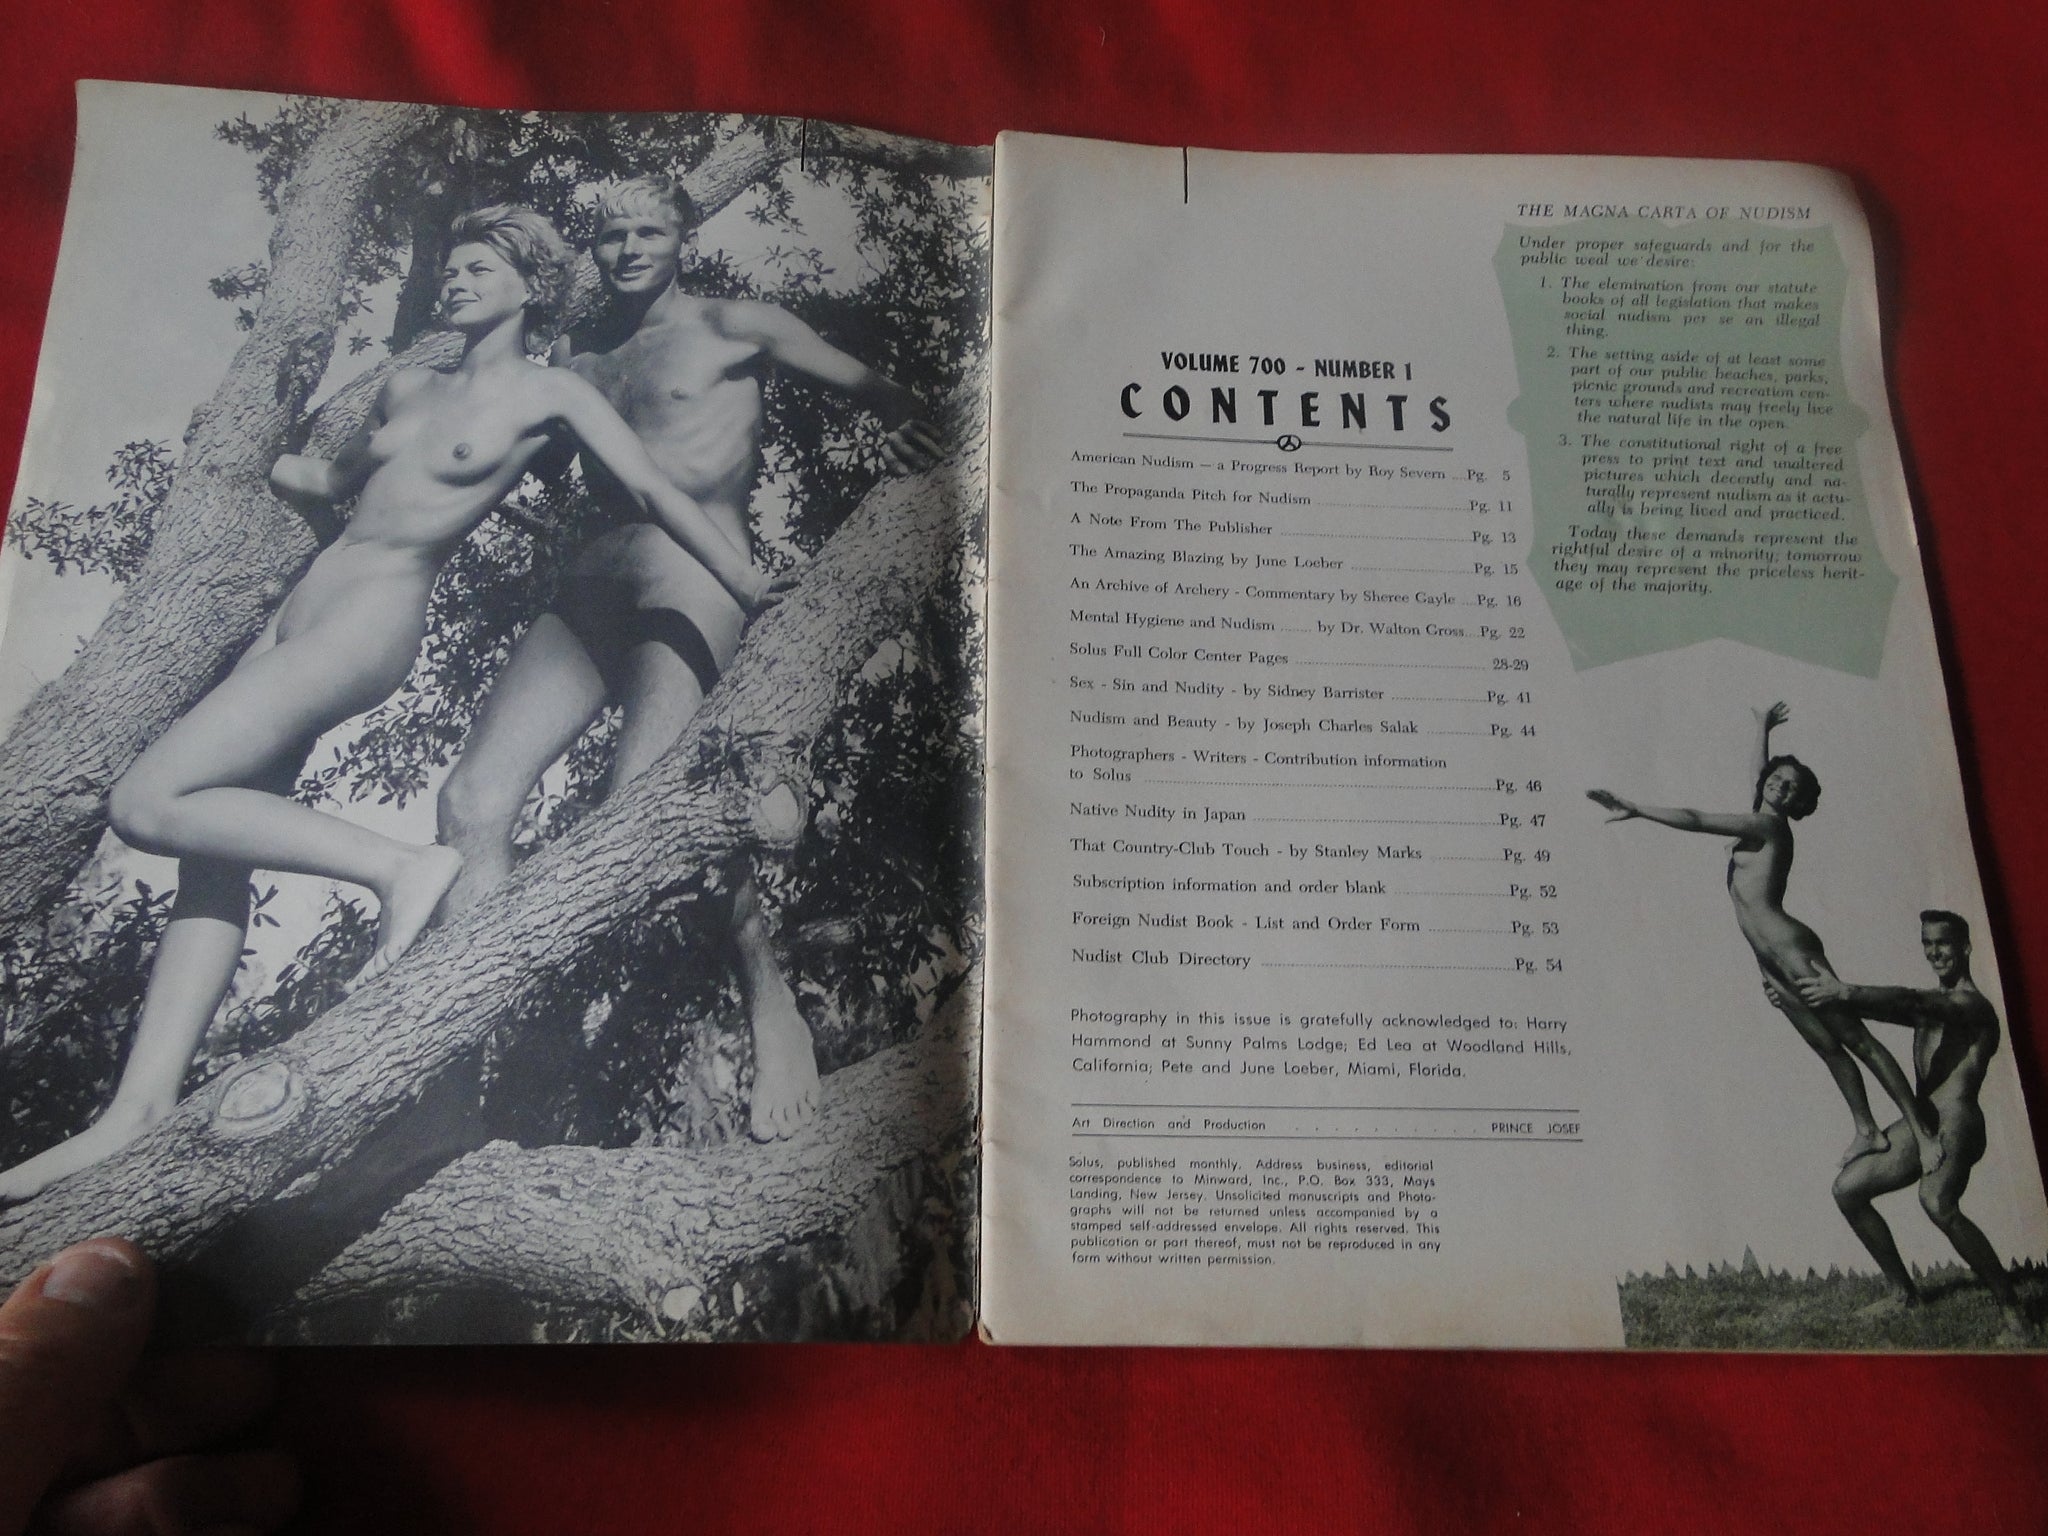 VOLUME 700 - NUMBER 1
CONTENTS
American Nudism — a Progress Report by Roy Severn ....Pg. 5
The Propaganda Pitch for Nudism ....Pg. 11
A Note From The Publisher ....Pg. 13
The Amazing Blazing by June Loeber ....Pg. 15
An Archive of Archery - Commentary by Sheree Gayle ....Pg. 16
Mental Hygiene and Nudism ....... by Dr. Walton Gross....Pg. 22
Solus Full Color Center Pages .... 28-29
Sex - Sin and Nudity - by Sidney Barrister ....Pg. 41
Nudism and Beauty - by Joseph Charles Salak ....Pg. 44
Photographers - Writers - Contribution information
to Solus ....Pg. 46
Native Nudity in Japan ....Pg. 47
That Country-Club Touch - by Stanley Marks ....Pg. 49
Subscription information and order blank ....Pg. 52
Foreign Nudist Book - List and Order Form ....Pg. 53
Nudist Club Directory ....Pg. 54
Photography in this issue is gratefully acknowledged to: Harry
Hammond at Sunny Palms Lodge; Ed Lea at Woodland Hills,
California; Pete and June Loeber, Miami, Florida.
Art Direction and Production . . . . . . . . . . PRINCE JOSEF
Solus, published monthly. Address business, editorial
correspondence to Minward, Inc., P.O. Box 333, Mays
Landing, New Jersey. Unsolicited manuscripts and Photo-
graphs will not be returned unless accompanied by a
stamped self-addressed envelope. All rights reserved. This
publication or part thereof, must not be reproduced in any
form without written permission.
THE MAGNA CARTA OF NUDISM
Under proper safeguards and for the
public weal we desire:
1. The elemination from our statute
books of all legislation that makes
social nudism per se an illegal
thing.
2. The setting aside of at least some
part of our public beaches, parks,
picnic grounds and recreation cen-
ters where nudists may freely live
the natural life in the open.
3. The constitutional right of a free
press to print text and unaltered
pictures which decently and na-
turally represent nudism as it actu-
ally is being lived and practiced.
Today these demands represent the
rightful desire of a minority; tomorrow
they may represent the priceless herit-
age of the majority.